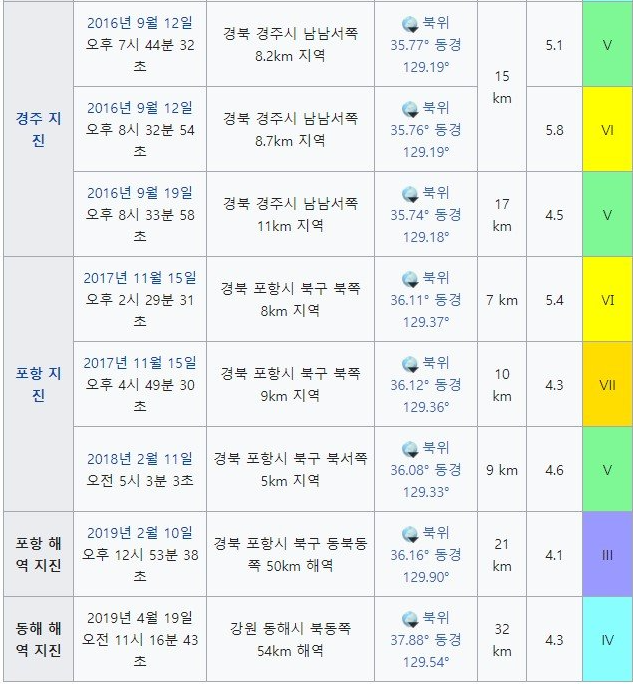 경주 지
진
2016년 9월 12일
오후 7시 44분 32
초
경북 경주시 남남서쪽
8.2km 지역
북위
35.77° 동경
129.19°
15
km
5.1
V
2016년 9월 12일
오후 8시 32분 54
초
경북 경주시 남남서쪽
8.7km 지역
북위
35.76° 동경
129.19°
5.8
VI
2016년 9월 19일
오후 8시 33분 58
초
경북 경주시 남남서쪽
11km 지역
북위
35.74° 동경
129.18°
17
km
4.5
V
포항 지
진
2017년 11월 15일
오후 2시 29분 31
초
경북 포항시 북구 북쪽
8km 지역
북위
36.11° 동경
129.37°
7 km
5.4
VI
2017년 11월 15일
오후 4시 49분 30
초
경북 포항시 북구 북쪽
9km 지역
북위
36.12° 동경
129.36°
10
km
4.3
VII
2018년 2월 11일
오전 5시 3분 3초
경북 포항시 북구 북서쪽
5km 지역
북위
36.08° 동경
129.33°
9 km
4.6
V
포항 해
역 지진
2019년 2월 10일
오후 12시 53분 38
초
경북 포항시 북구 동북동
쪽 50km 해역
북위
36.16° 동경
129.90°
21
km
4.1
III
동해 해
역 지진
2019년 4월 19일
오전 11시 16분 43
초
강원 동해시 북동쪽
54km 해역
북위
37.88° 동경
129.54°
32
km
4.3
IV